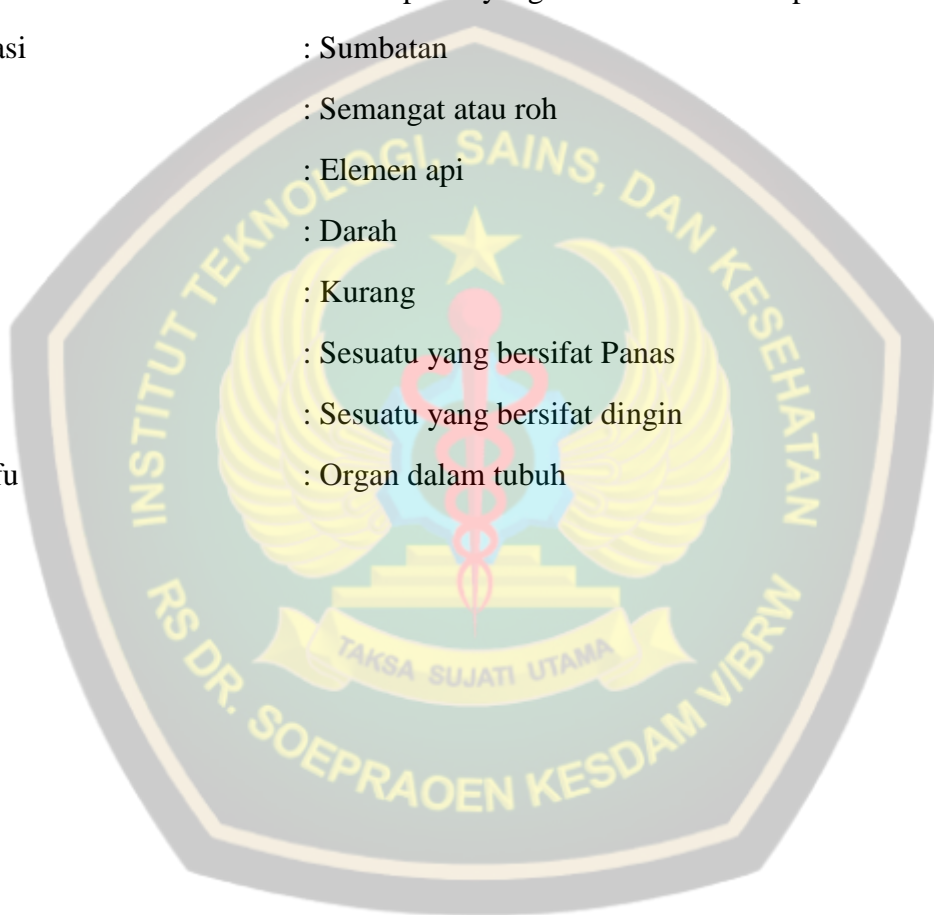 asi : Sumbatan
: Semangat atau roh
: Elemen api
: Darah
: Kurang
: Sesuatu yang bersifat Panas
: Sesuatu yang bersifat dingin
fu : Organ dalam tubuh
INSTITUT TEKNOLOGI, SAINS, DAN KESEHATAN
TAKSA SUJATI UTAMA
RS DR. SOEPRAOEN KESDAM V/BRW